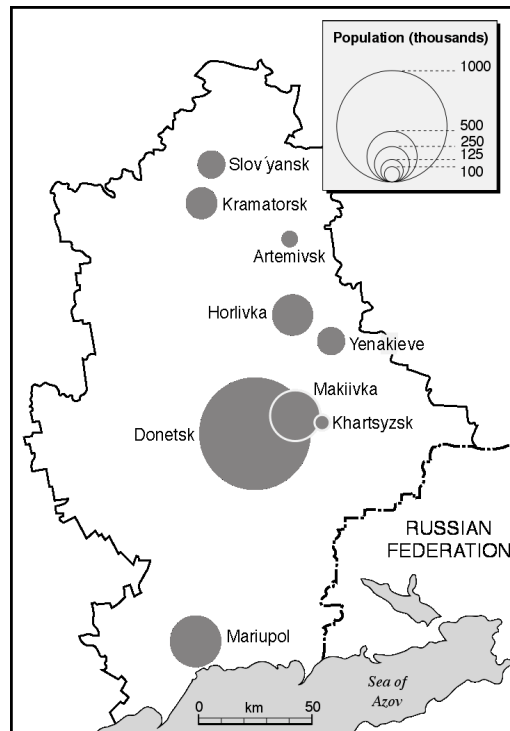 Population (thousands)
1000
500
250
125
100
Slov´yansk
Kramatorsk
Artemivsk
Horlivka
Yenakieve
Makiivka
Khartsyzsk
Donetsk
RUSSIAN
FEDERATION
Mariupol
Sea of
Azov
0 km 50